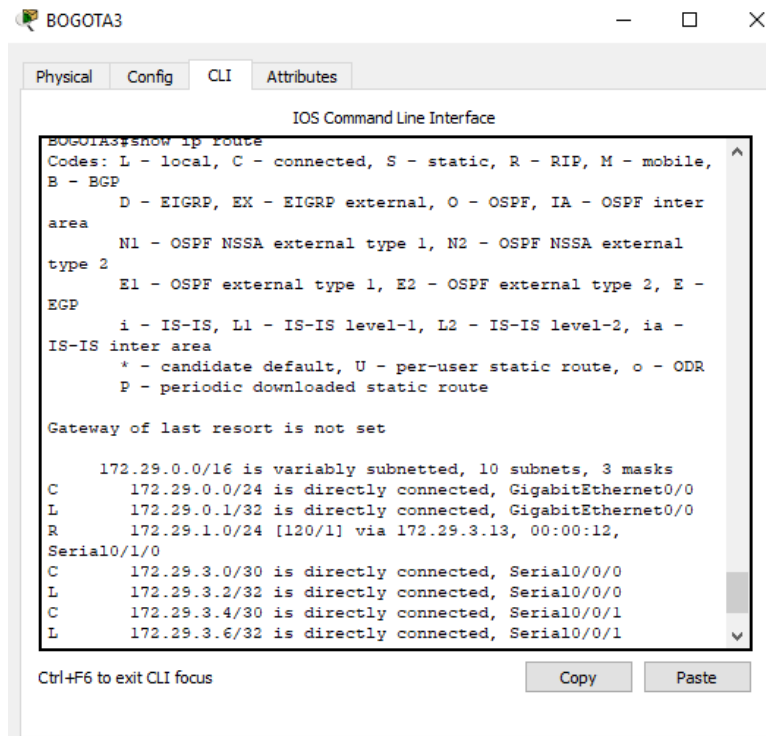 BOGOTA3
Physical Config CLI Attributes
IOS Command Line Interface
BOGOTA3#show ip route
Codes: L - local, C - connected, S - static, R - RIP, M - mobile,
B - BGP
D - EIGRP, EX - EIGRP external, O - OSPF, IA - OSPF inter
area
N1 - OSPF NSSA external type 1, N2 - OSPF NSSA external
type 2
E1 - OSPF external type 1, E2 - OSPF external type 2, E -
EGP
i - IS-IS, L1 - IS-IS level-1, L2 - IS-IS level-2, ia -
IS-IS inter area
* - candidate default, U - per-user static route, o - ODR
P - periodic downloaded static route
Gateway of last resort is not set
172.29.0.0/16 is variably subnetted, 10 subnets, 3 masks
C 172.29.0.0/24 is directly connected, GigabitEthernet0/0
L 172.29.0.1/32 is directly connected, GigabitEthernet0/0
R 172.29.1.0/24 [120/1] via 172.29.3.13, 00:00:12,
Serial0/1/0
C 172.29.3.0/30 is directly connected, Serial0/0/0
L 172.29.3.2/32 is directly connected, Serial0/0/0
C 172.29.3.4/30 is directly connected, Serial0/0/1
L 172.29.3.6/32 is directly connected, Serial0/0/1
Ctrl+F6 to exit CLI focus
Copy Paste